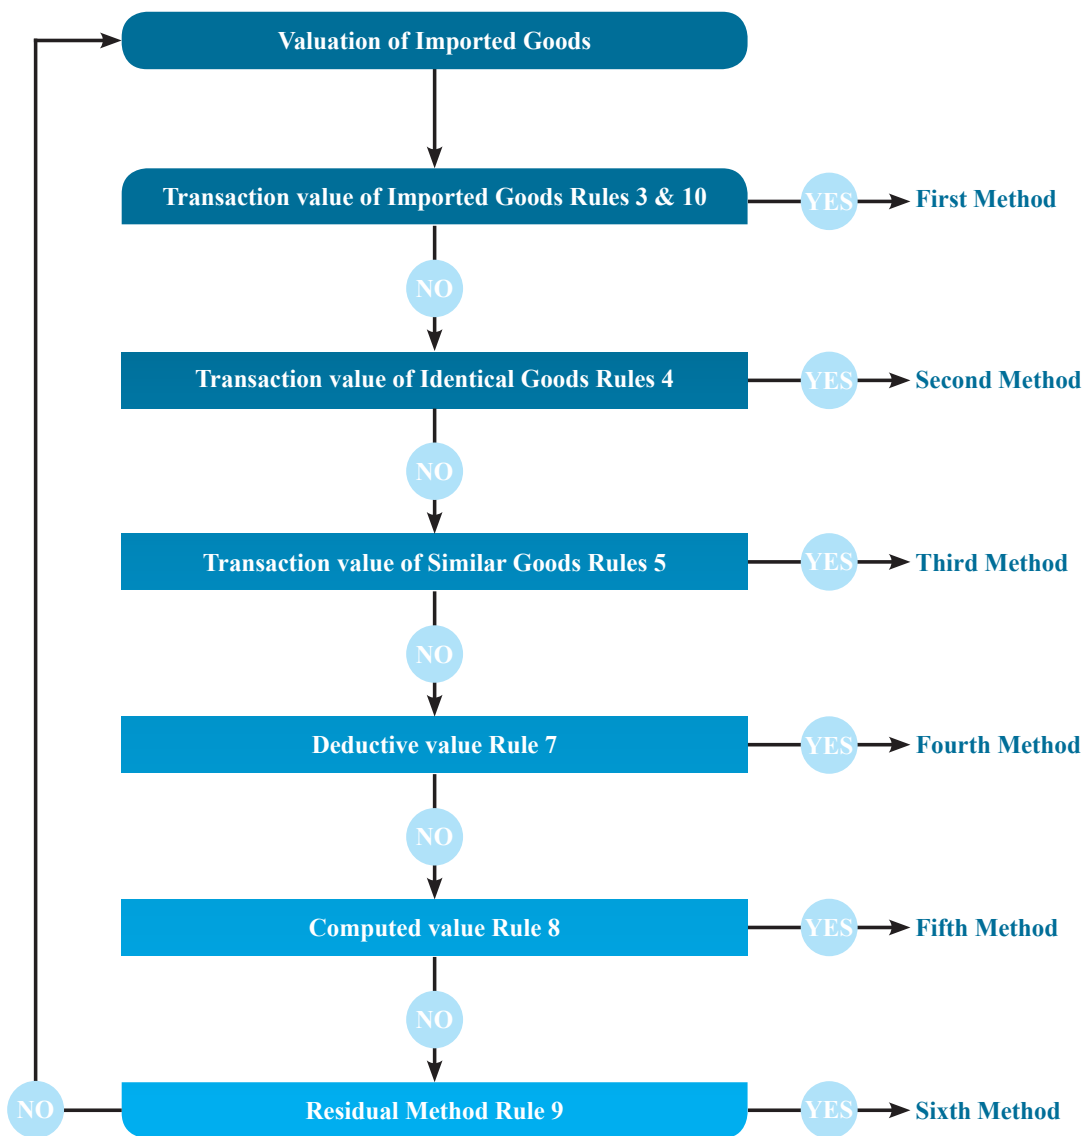 Valuation of Imported Goods
Transaction value of Imported Goods Rules 3 & 10
YES
First Method
NO
Transaction value of Identical Goods Rules 4
YES
Second Method
NO
Transaction value of Similar Goods Rules 5
YES
Third Method
NO
Deductive value Rule 7
YES
Fourth Method
NO
Computed value Rule 8
YES
Fifth Method
NO
NO
Residual Method Rule 9
YES
Sixth Method